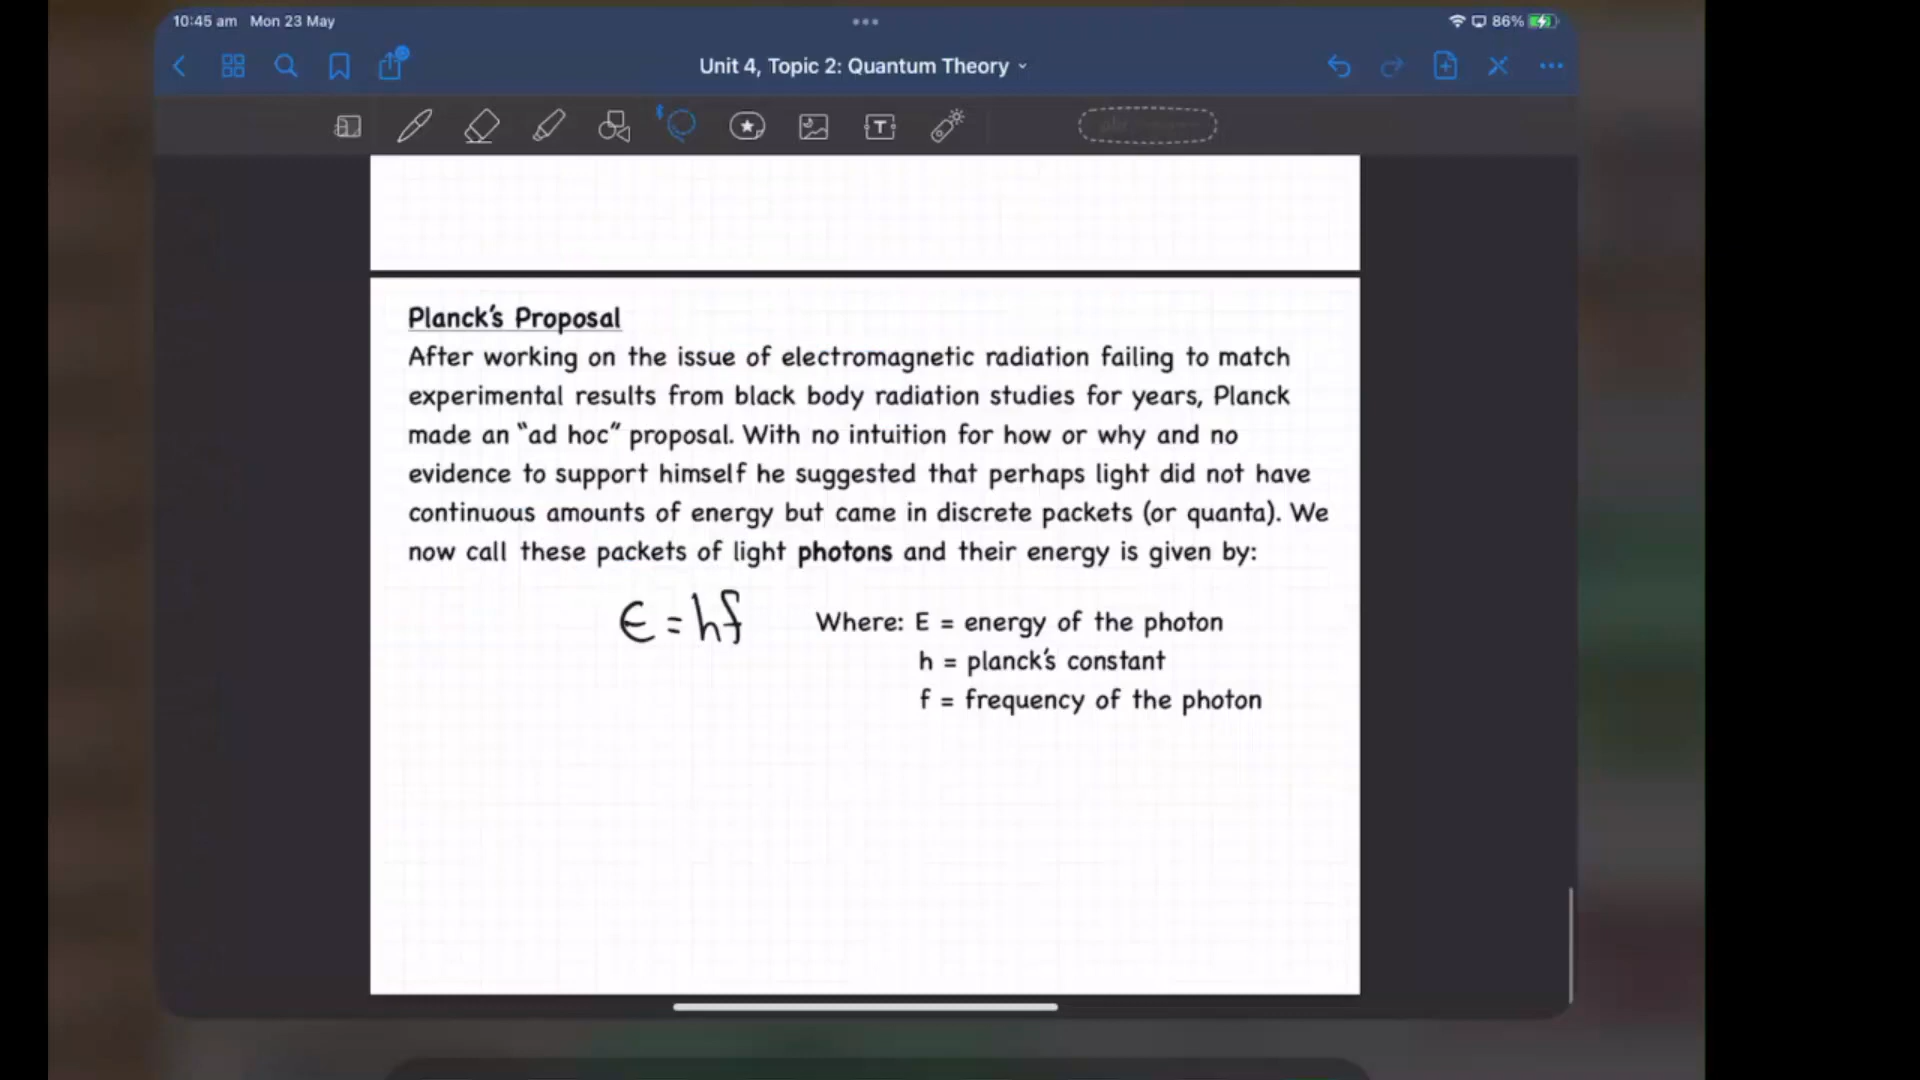 10:45 am Mon 23 May
86%
Unit 4, Topic 2: Quantum Theory
T
Planck's Proposal
After working on the issue of electromagnetic radiation failing to match
experimental results from black body radiation studies for years, Planck
made an "ad hoc" proposal. With no intuition for how or why and no
evidence to support himself he suggested that perhaps light did not have
continuous amounts of energy but came in discrete packets (or quanta). We
now call these packets of light photons and their energy is given by:
E = hf
Where: E = energy of the photon
h = planck's constant
f = frequency of the photon